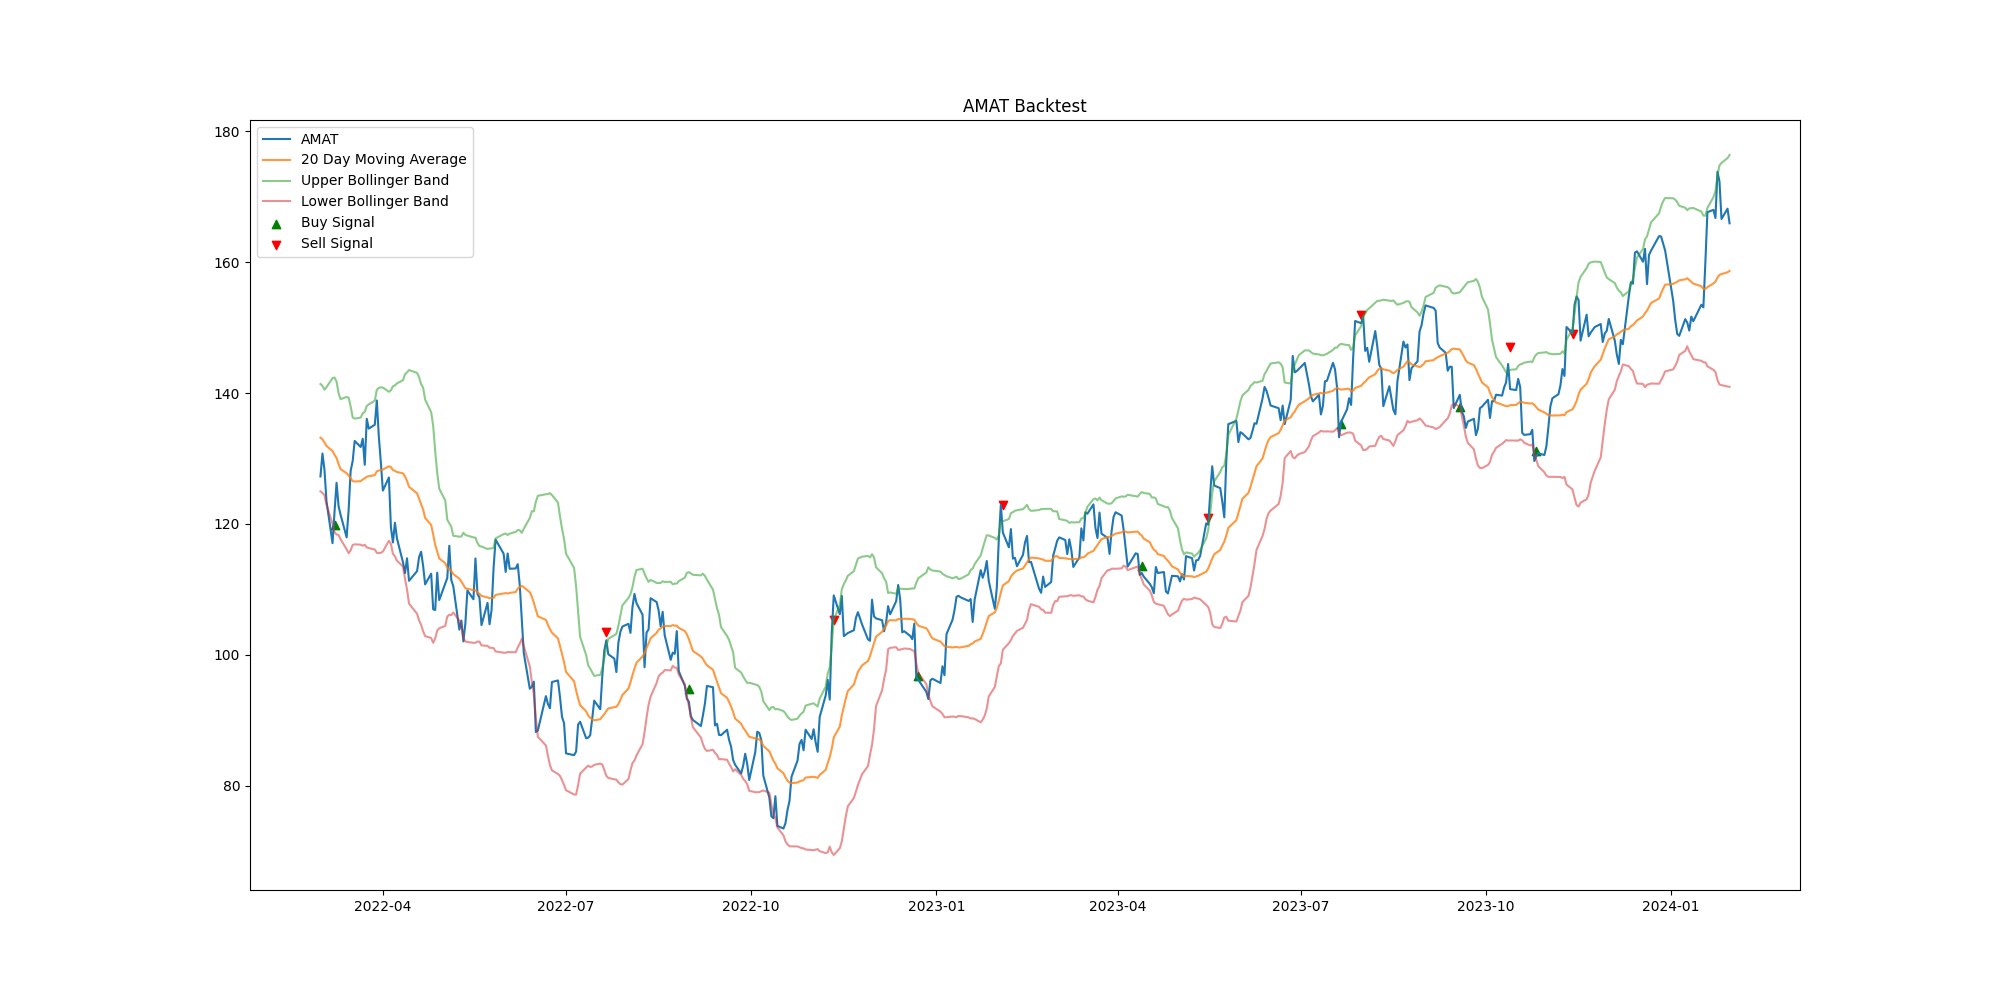 AMAT Backtest
180
160
140
120
100
80
AMAT
20 Day Moving Average
Upper Bollinger Band
Lower Bollinger Band
Buy Signal
Sell Signal
2022-04 2022-07 2022-10 2023-01 2023-04 2023-07 2023-10 2024-01